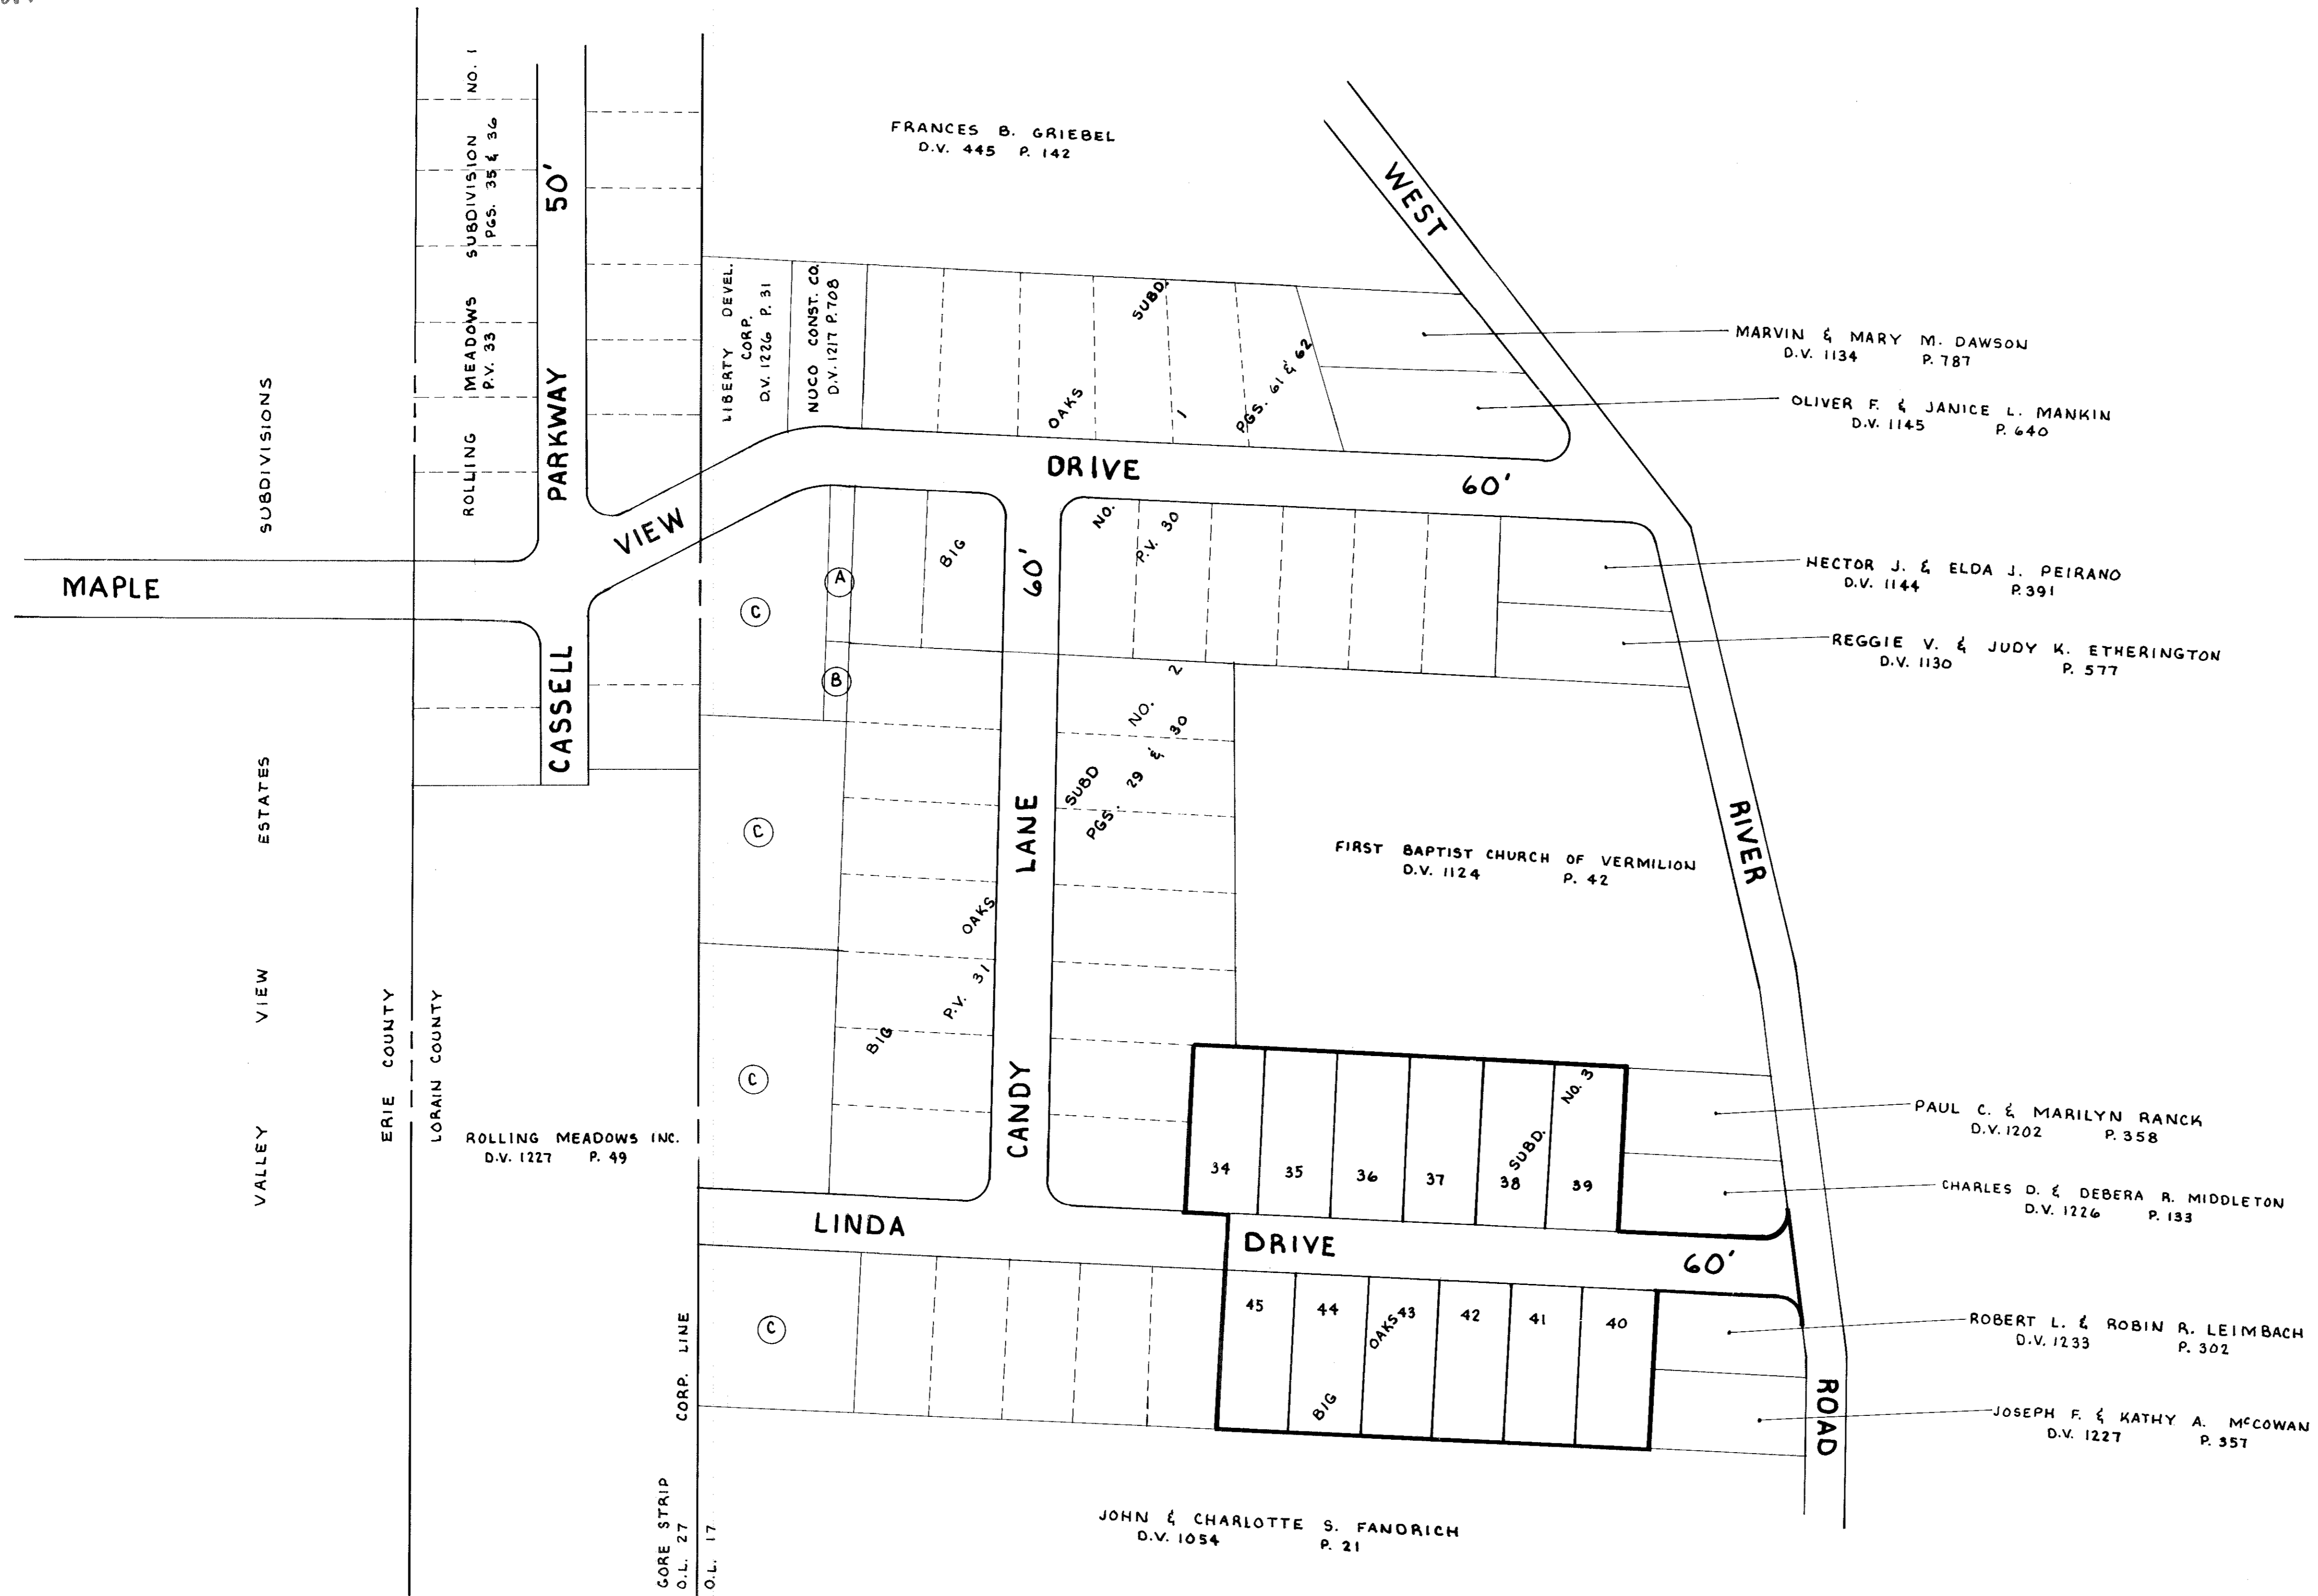 FRANCES B. GRIEBEL
D.V. 445 P. 142
ROLLING MEADOWS SUBDIVISION NO. 1
P.V. 33 PGS. 35 & 36
CASSELL PARKWAY 50'
LIBERTY DEVEL.
CORP.
D.V. 1226 P. 31
NUCO CONST. CO.
D.V. 1217 P. 708
WEST RIVER ROAD
BIG OAKS SUBD.
NO. 1
P.V. 30 PGS. 61 & 62
MARVIN & MARY M. DAWSON
D.V. 1134 P. 787
OLIVER F. & JANICE L. MANKIN
D.V. 1145 P. 640
MAPLE VIEW DRIVE 60'
HECTOR J. & ELDA J. PEIRANO
D.V. 1144 P. 391
REGGIE V. & JUDY K. ETHERINGTON
D.V. 1130 P. 577
A
C
B
C
C
CANDY LANE 60'
BIG OAKS SUBD NO. 2
P.V. 31 PGS. 29 & 30
FIRST BAPTIST CHURCH OF VERMILION
D.V. 1124 P. 42
VALLEY VIEW ESTATES SUBDIVISIONS
ERIE COUNTY
LORAIN COUNTY
ROLLING MEADOWS INC.
D.V. 1227 P. 49
34 35 36 37 38 39
PAUL C. & MARILYN RANCK
D.V. 1202 P. 358
CHARLES D. & DEBERA R. MIDDLETON
D.V. 1226 P. 133
LINDA DRIVE 60'
C
45 44 43 42 41 40
BIG OAKS SUBD. NO. 3
ROBERT L. & ROBIN R. LEIMBACH
D.V. 1233 P. 302
JOSEPH F. & KATHY A. McCOWAN
D.V. 1227 P. 357
CORP. LINE
GORE STRIP
O.L. 27
O.L. 17
JOHN & CHARLOTTE S. FANDRICH
D.V. 1054 P. 21